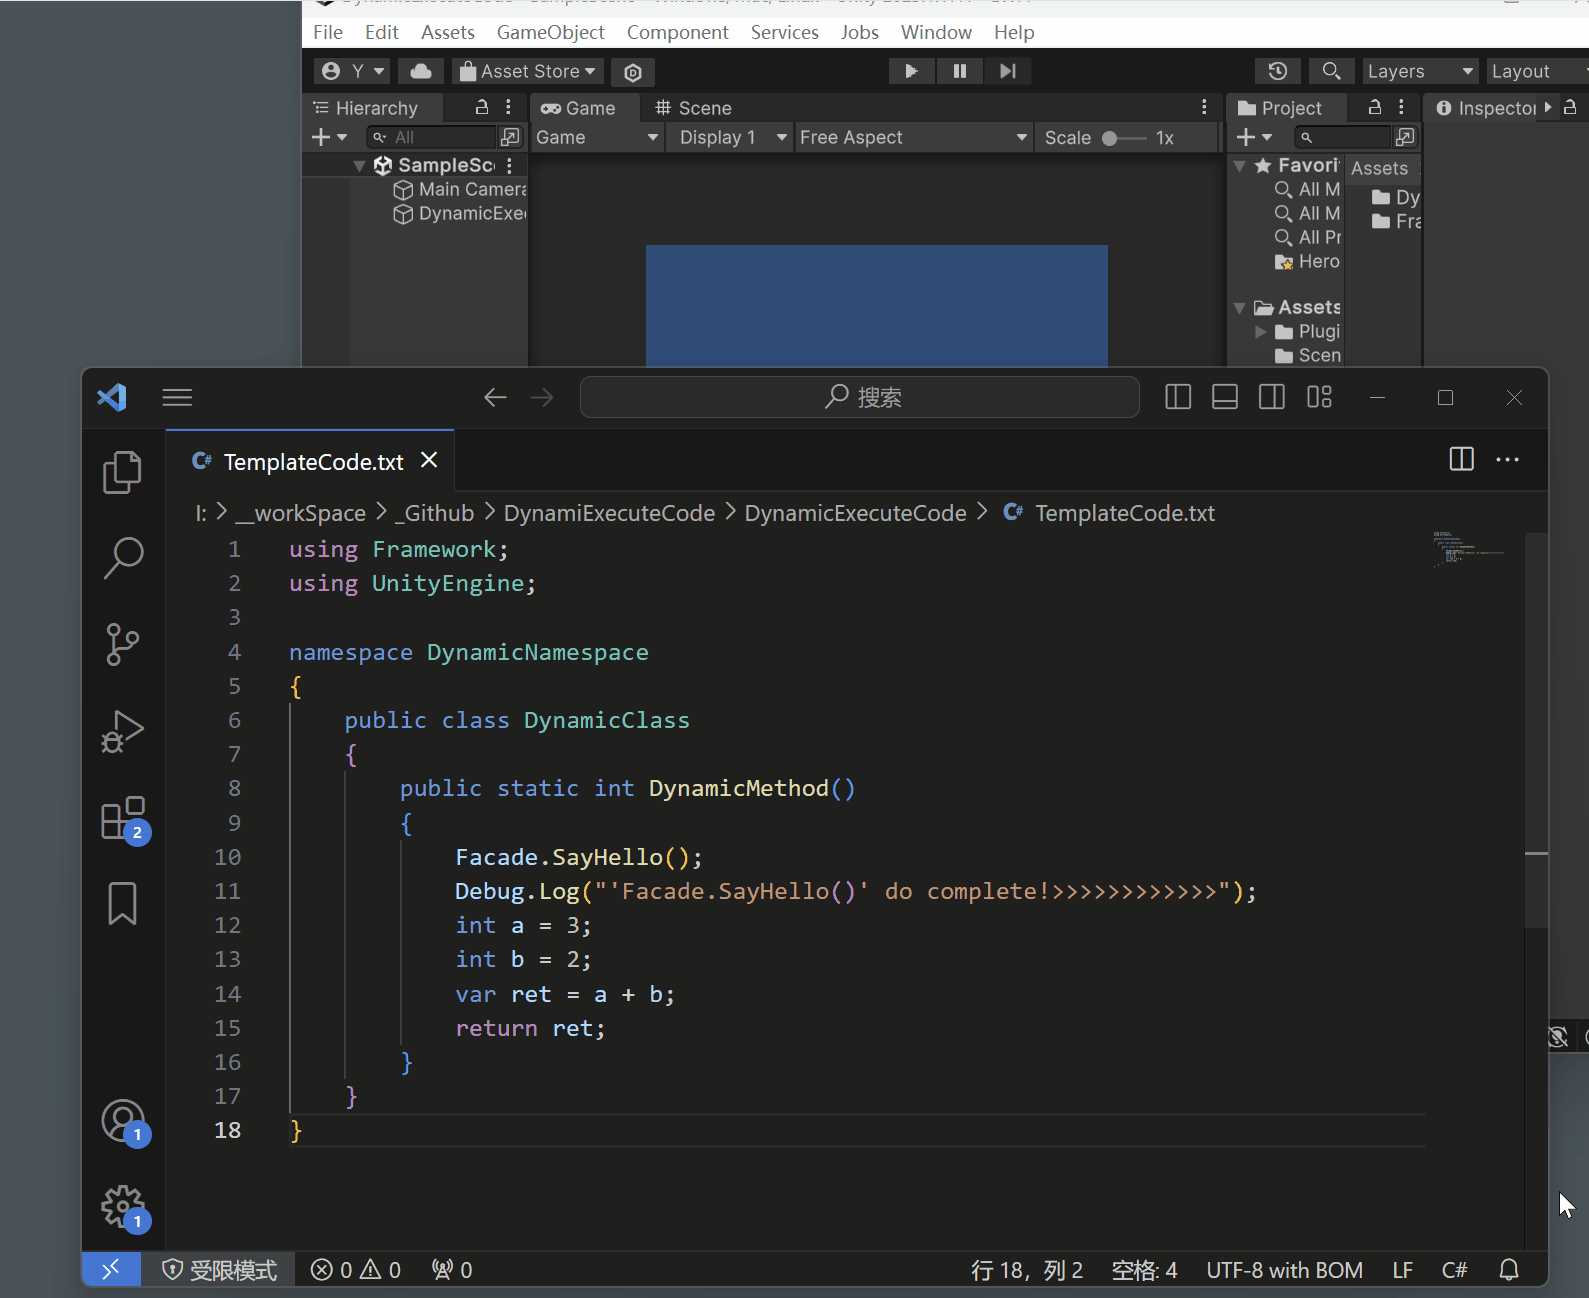 File Edit Assets GameObject Component Services Jobs Window Help
Y Asset Store Layers Layout
Hierarchy Game Scene Project Inspector
All Game Display 1 Free Aspect Scale 1x
SampleSc
Main Camera
DynamicExe
Favori
All M
All M
All Pr
Hero
Assets
Plugi
Scen
Assets
Dy
Fra
搜索
TemplateCode.txt
I: > __workSpace > _Github > DynamiExecuteCode > DynamicExecuteCode > TemplateCode.txt
1 using Framework;
2 using UnityEngine;
3
4 namespace DynamicNamespace
5 {
6 public class DynamicClass
7 {
8 public static int DynamicMethod()
9 {
10 Facade.SayHello();
11 Debug.Log("'Facade.SayHello()' do complete!>>>>>>>>>>>>");
12 int a = 3;
13 int b = 2;
14 var ret = a + b;
15 return ret;
16 }
17 }
18 }
2
1
1
受限模式 0 0 0 行 18，列 2 空格: 4 UTF-8 with BOM LF C#